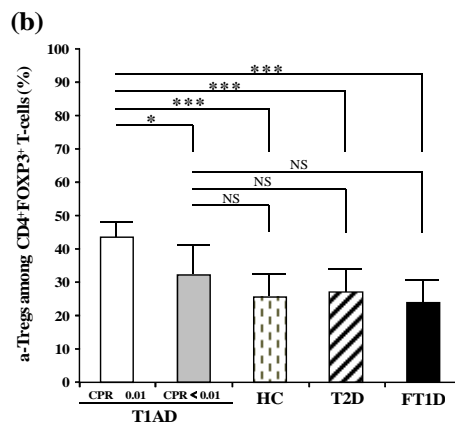 (b)
a-Tregs among CD4+FOXP3+ T-cells (%)
100
90
80
70
60
50
40
30
20
10
0
***
***
***
*
NS
NS
NS
CPR 0.01
CPR < 0.01
HC
T2D
FT1D
T1AD